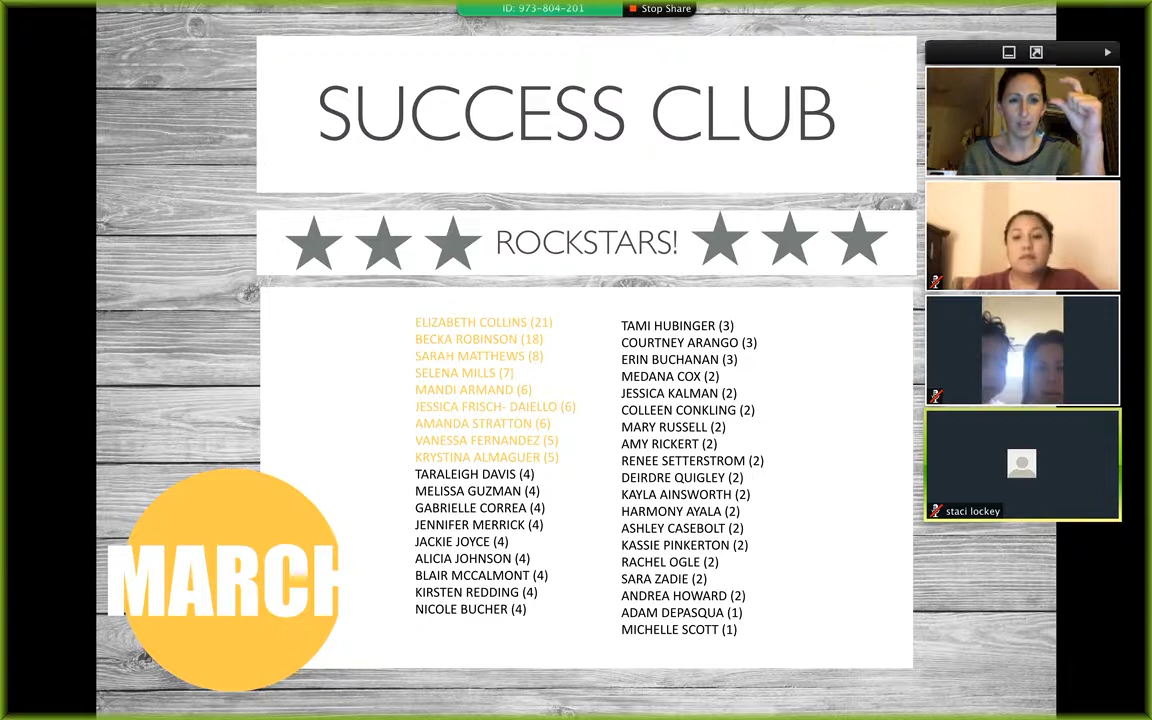 ID: 973-804-201 Stop Share
SUCCESS CLUB
ROCKSTARS!
ELIZABETH COLLINS (21)
BECKA ROBINSON (18)
SARAH MATTHEWS (8)
SELENA MILLS (7)
MANDI ARMAND (6)
JESSICA FRISCH- DAIELLO (6)
AMANDA STRATTON (6)
VANESSA FERNANDEZ (5)
KRYSTINA ALMAGUER (5)
TARALEIGH DAVIS (4)
MELISSA GUZMAN (4)
GABRIELLE CORREA (4)
JENNIFER MERRICK (4)
JACKIE JOYCE (4)
ALICIA JOHNSON (4)
BLAIR MCCALMONT (4)
KIRSTEN REDDING (4)
NICOLE BUCHER (4)
TAMI HUBINGER (3)
COURTNEY ARANGO (3)
ERIN BUCHANAN (3)
MEDANA COX (2)
JESSICA KALMAN (2)
COLLEEN CONKLING (2)
MARY RUSSELL (2)
AMY RICKERT (2)
RENEE SETTERSTROM (2)
DEIRDRE QUIGLEY (2)
KAYLA AINSWORTH (2)
HARMONY AYALA (2)
ASHLEY CASEBOLT (2)
KASSIE PINKERTON (2)
RACHEL OGLE (2)
SARA ZADIE (2)
ANDREA HOWARD (2)
ADAM DEPASQUA (1)
MICHELLE SCOTT (1)
MARCH
staci lockey